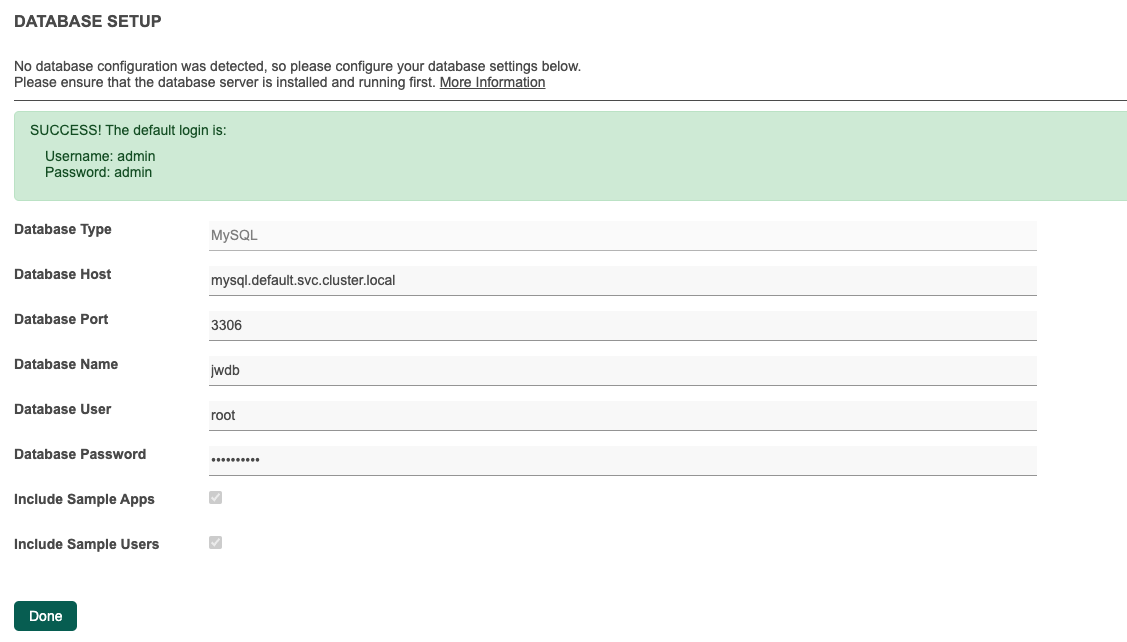 DATABASE SETUP
No database configuration was detected, so please configure your database settings below.
Please ensure that the database server is installed and running first. More Information
SUCCESS! The default login is:
Username: admin
Password: admin
Database Type MySQL
Database Host mysql.default.svc.cluster.local
Database Port 3306
Database Name jwdb
Database User root
Database Password ••••••••••
Include Sample Apps
Include Sample Users
Done